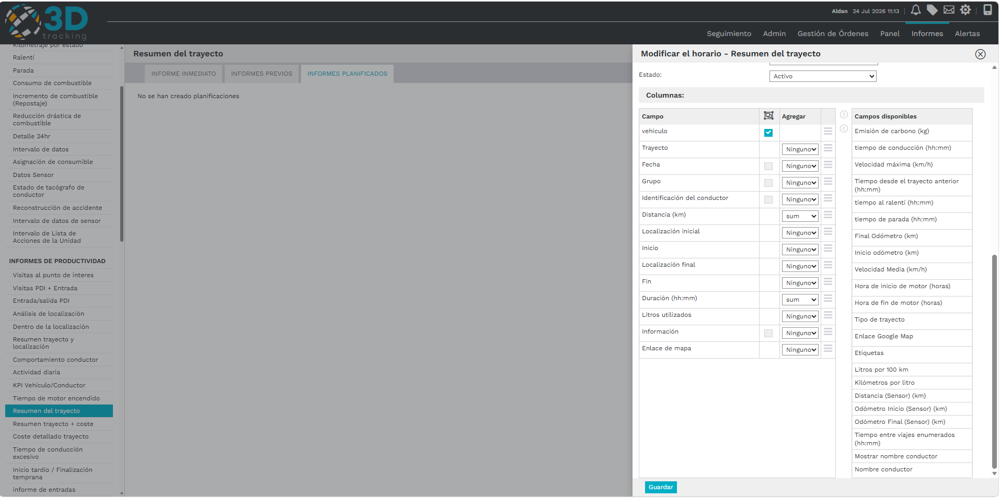 3D
tracking
Aidan 24 Jul 2026 11:13
Seguimiento Admin Gestión de Órdenes Panel Informes Alertas
Kilometraje por estado
Ralentí
Parada
Consumo de combustible
Incremento de combustible
(Repostaje)
Reducción drástica de
combustible
Detalle 24hr
Intervalo de datos
Asignación de consumible
Datos Sensor
Estado de tacógrafo de
conductor
Reconstrucción de accidente
Intervalo de datos de sensor
Intervalo de Lista de
Acciones de la Unidad
INFORMES DE PRODUCTIVIDAD
Visitas al punto de interes
Visitas PDI + Entrada
Entrada/salida PDI
Análisis de localización
Dentro de la localización
Resumen trayecto y
localización
Comportamiento conductor
Actividad diaria
KPI Vehiculo/Conductor
Tiempo de motor encendido
Resumen del trayecto
Resumen trayecto + coste
Coste detallado trayecto
Tiempo de conducción
excesivo
Inicio tardío / Finalización
temprana
informe de entradas
Resumen del trayecto
INFORME INMEDIATO INFORMES PREVIOS INFORMES PLANIFICADOS
No se han creado planificaciones
Modificar el horario - Resumen del trayecto
Estado: Activo
Columnas:
Campo Agregar
vehiculo
Trayecto Ninguno
Fecha Ninguno
Grupo Ninguno
Identificación del conductor Ninguno
Distancia (km) sum
Localización inicial Ninguno
Inicio Ninguno
Localización final Ninguno
Fin Ninguno
Duración (hh:mm) sum
Litros utilizados Ninguno
Información Ninguno
Enlace de mapa Ninguno
Campos disponibles
Emisión de carbono (kg)
tiempo de conducción (hh:mm)
Velocidad máxima (km/h)
Tiempo desde el trayecto anterior
(hh:mm)
tiempo al ralentí (hh:mm)
tiempo de parada (hh:mm)
Final Odómetro (km)
Inicio odómetro (km)
Velocidad Media (km/h)
Hora de inicio de motor (horas)
Hora de fin de motor (horas)
Tipo de trayecto
Enlace Google Map
Etiquetas
Litros por 100 km
Kilómetros por litro
Distancia (Sensor) (km)
Odómetro Inicio (Sensor) (km)
Odómetro Final (Sensor) (km)
Tiempo entre viajes enumerados
(hh:mm)
Mostrar nombre conductor
Nombre conductor
Guardar